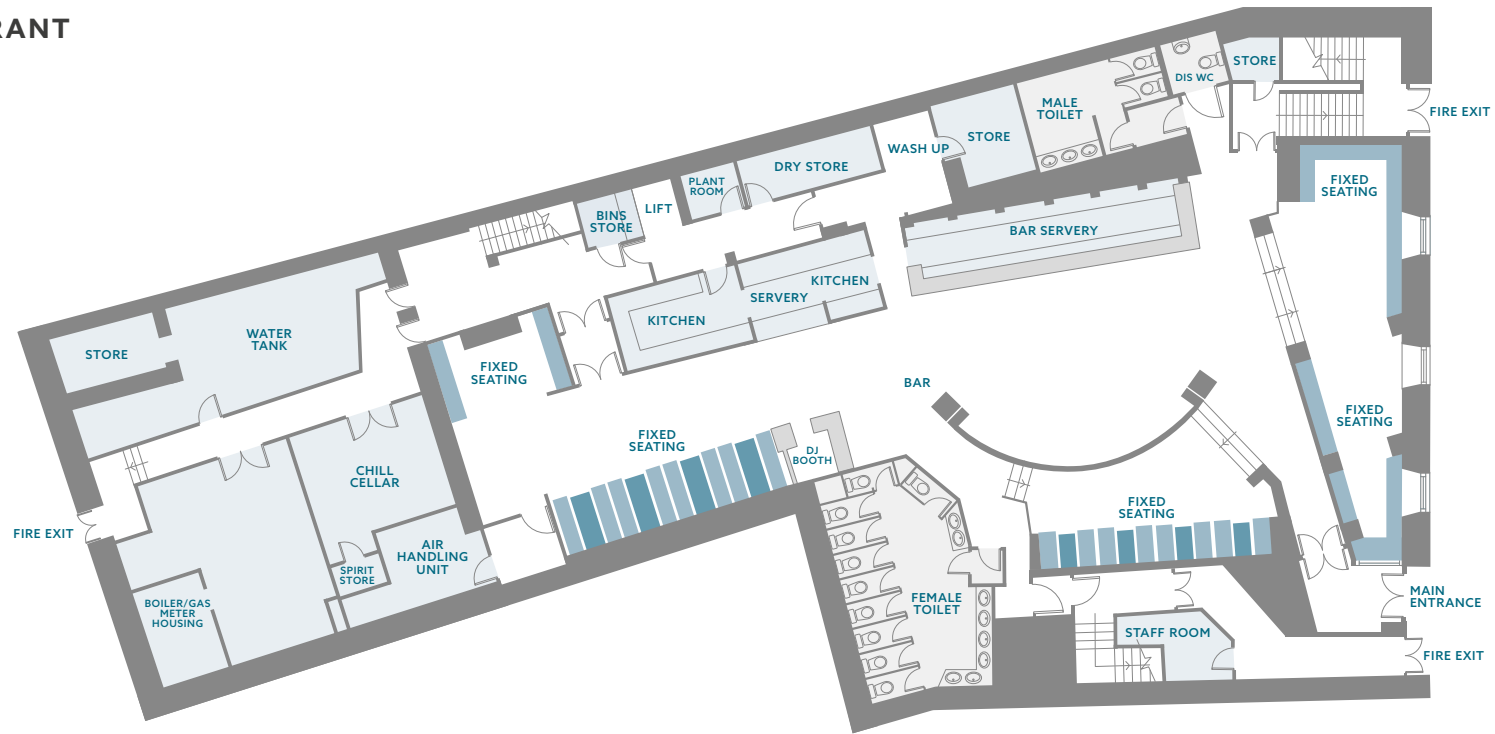 RANT
STORE
DIS WC
MALE
TOILET
FIRE EXIT
STORE
WASH UP
DRY STORE
PLANT
ROOM
FIXED
SEATING
LIFT
BINS
STORE
BAR SERVERY
KITCHEN
SERVERY
KITCHEN
WATER
TANK
STORE
FIXED
SEATING
BAR
FIXED
SEATING
FIXED
SEATING
DJ
BOOTH
CHILL
CELLAR
FIXED
SEATING
FIRE EXIT
AIR
HANDLING
UNIT
SPIRIT
STORE
BOILER/GAS
METER
HOUSING
FEMALE
TOILET
MAIN
ENTRANCE
STAFF ROOM
FIRE EXIT